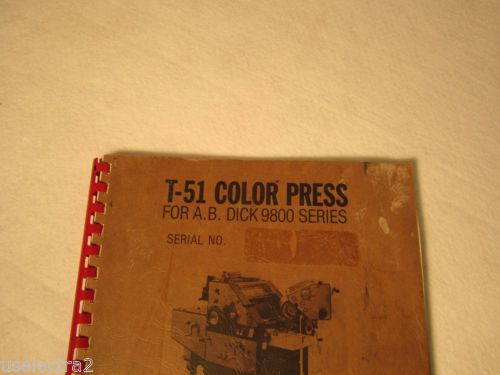 T-51 COLOR PRESS
FOR A.B. DICK 9800 SERIES
SERIAL NO.
uselectra2